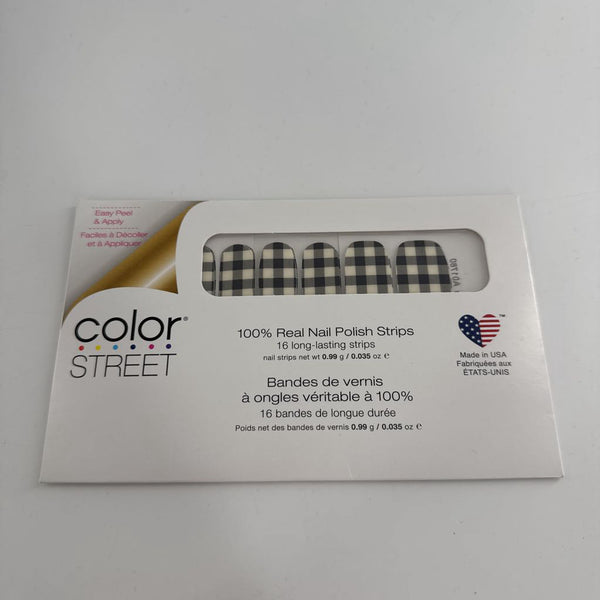 Easy Peel
& Apply
Faciles à Décoller
et à Appliquer
color®
STREET
100% Real Nail Polish Strips
16 long-lasting strips
nail strips net wt 0.99 g / 0.035 oz ℮
Bandes de vernis
à ongles véritable à 100%
16 bandes de longue durée
Poids net des bandes de vernis 0.99 g / 0.035 oz ℮
™
Made in USA
Fabriquées aux
ÉTATS-UNIS